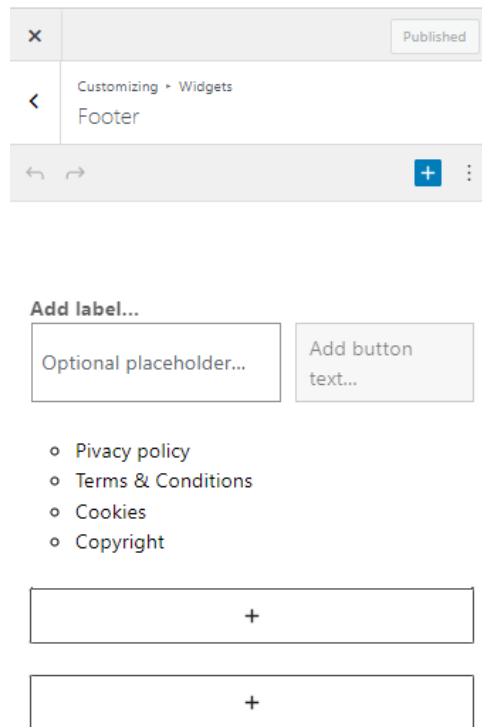 Published
Customizing ▸ Widgets
Footer
Add label...
Optional placeholder...
Add button
text...
Pivacy policy
Terms & Conditions
Cookies
Copyright